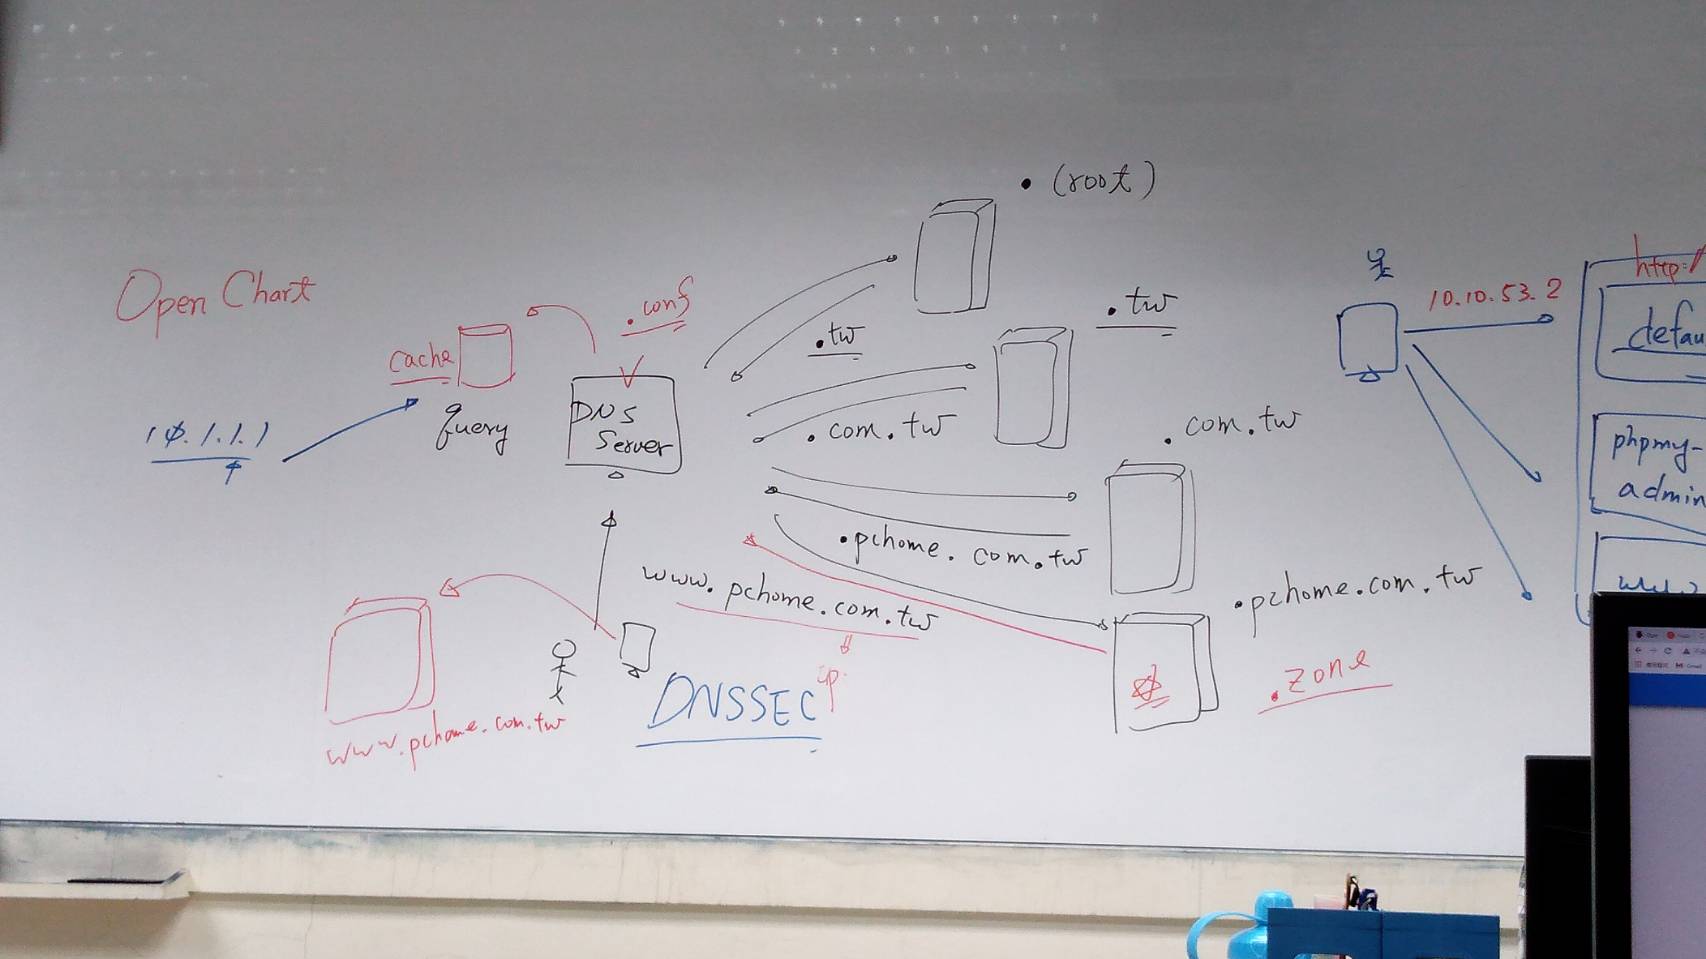 • (root)
Open Chart
.conf
.tw
.tw
cache
query
DNS
Server
10.1.1.1
.com.tw
.com.tw
.pchome.com.tw
www.pchome.com.tw
ip
.pchome.com.tw
.zone
DNSSEC
www.pchome.com.tw
10.10.53.2
http://
defau
phpmy-
admin